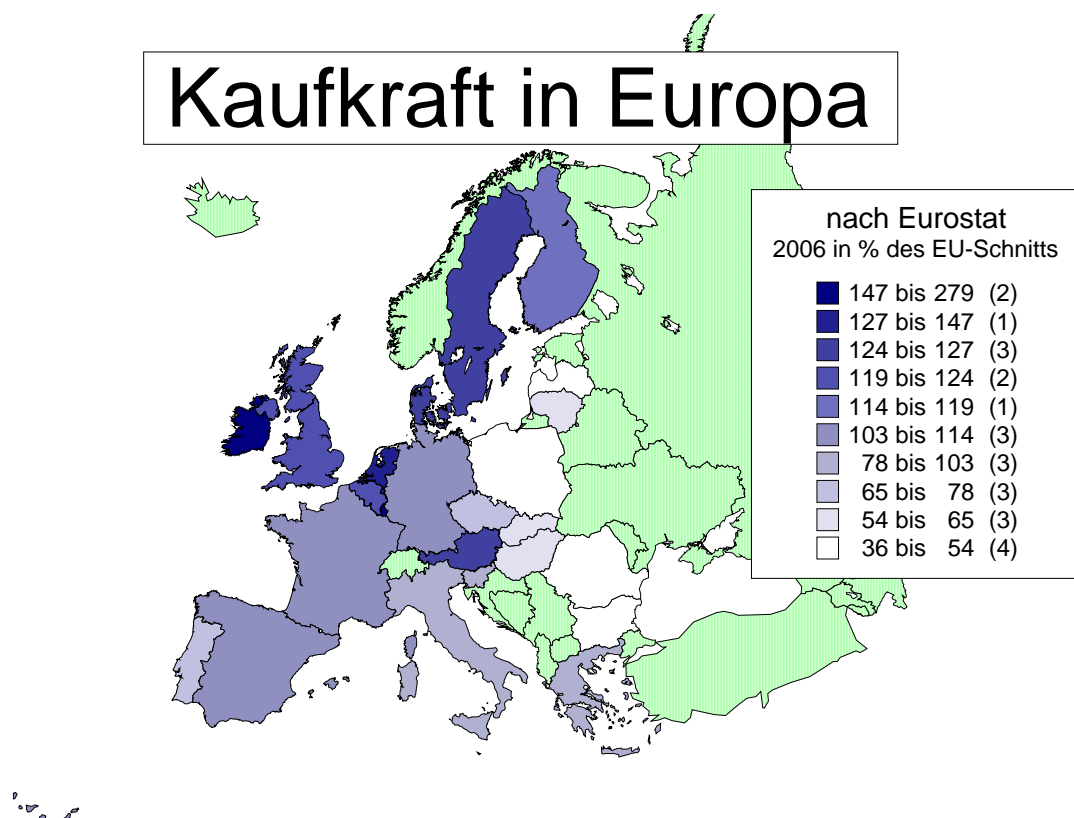 Kaufkraft in Europa
nach Eurostat
2006 in % des EU-Schnitts
147 bis 279 (2)
127 bis 147 (1)
124 bis 127 (3)
119 bis 124 (2)
114 bis 119 (1)
103 bis 114 (3)
78 bis 103 (3)
65 bis 78 (3)
54 bis 65 (3)
36 bis 54 (4)